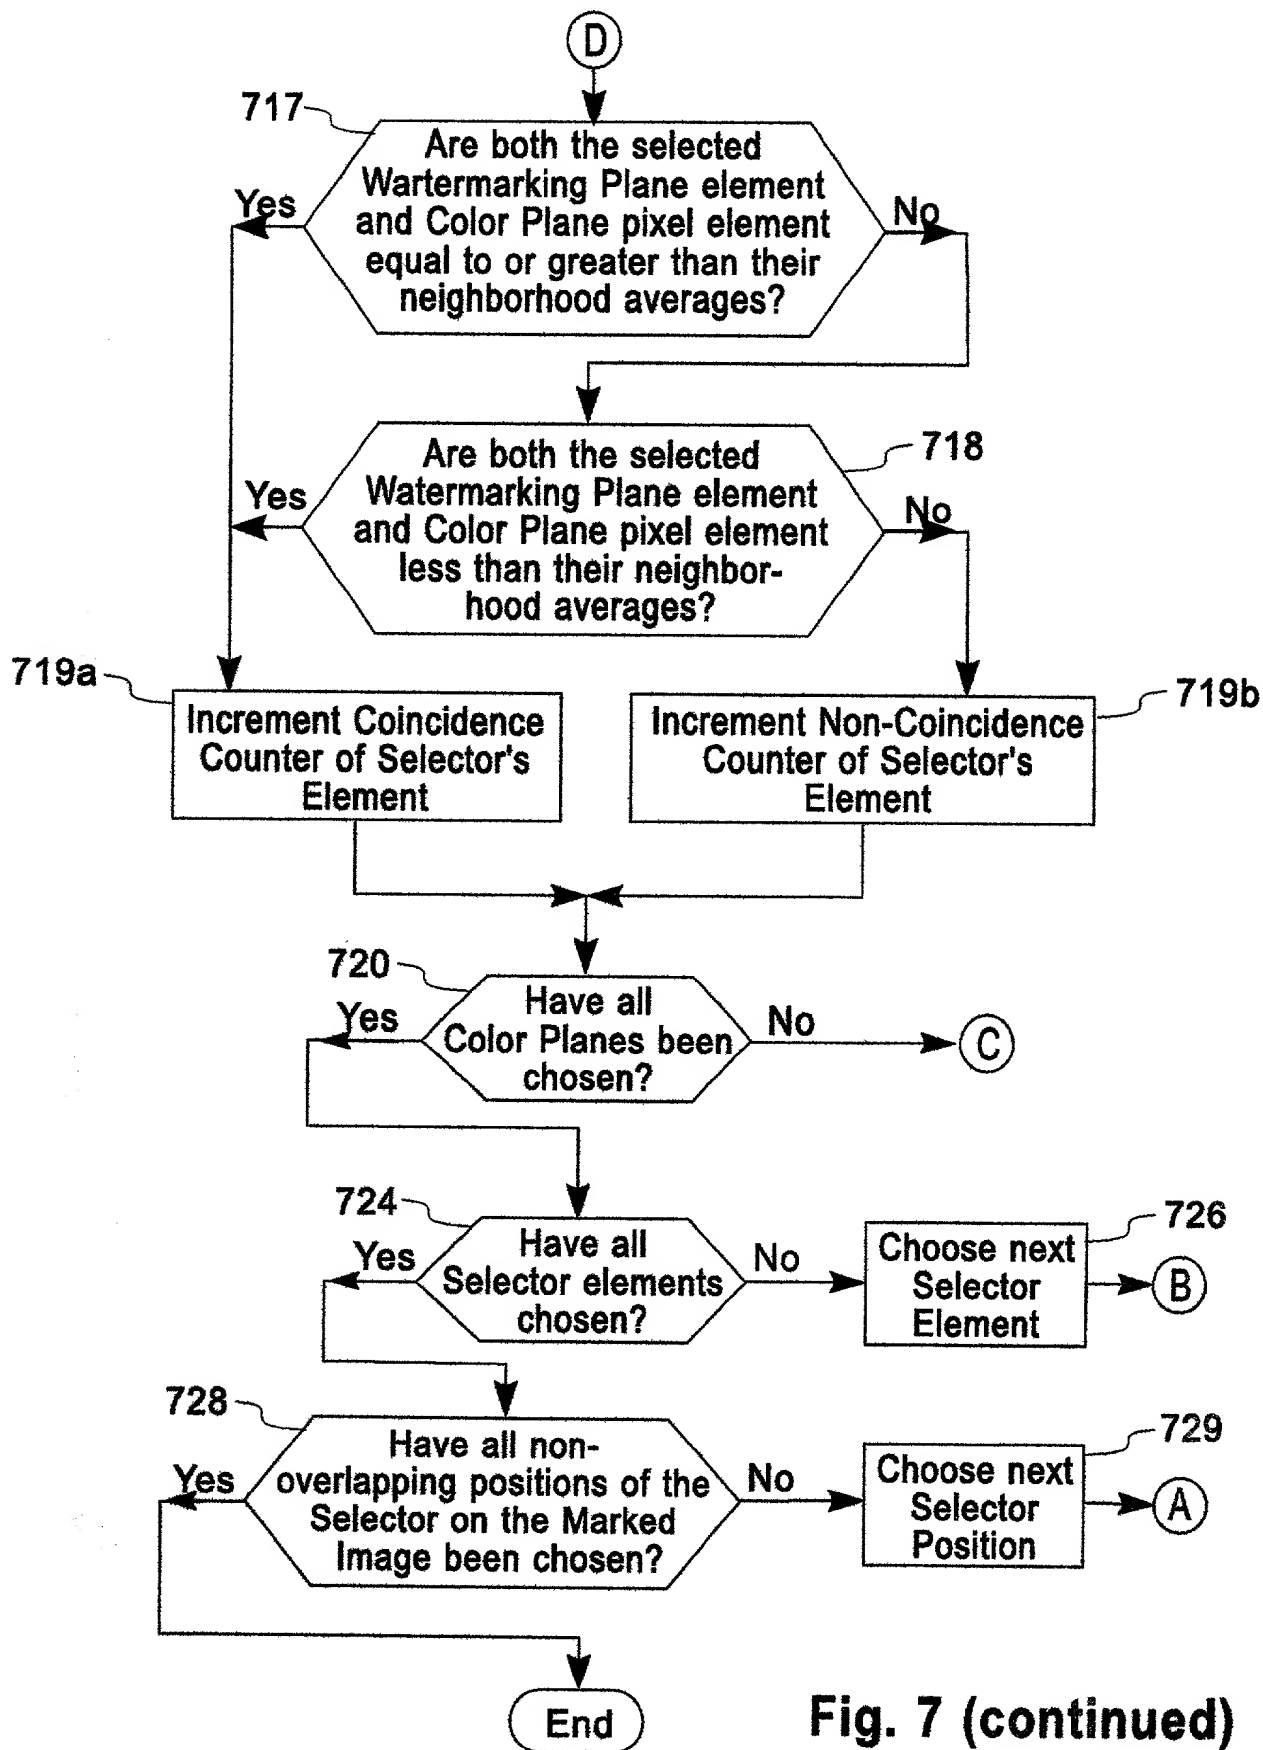 D
717
Are both the selected
Wartermarking Plane element
and Color Plane pixel element
equal to or greater than their
neighborhood averages?
Yes
No
718
Are both the selected
Watermarking Plane element
and Color Plane pixel element
less than their neighbor-
hood averages?
Yes
No
719a
Increment Coincidence
Counter of Selector's
Element
719b
Increment Non-Coincidence
Counter of Selector's
Element
720
Have all
Color Planes been
chosen?
Yes
No
C
724
Have all
Selector elements
chosen?
Yes
No
726
Choose next
Selector
Element
B
728
Have all non-
overlapping positions of the
Selector on the Marked
Image been chosen?
Yes
No
729
Choose next
Selector
Position
A
End
Fig. 7 (continued)